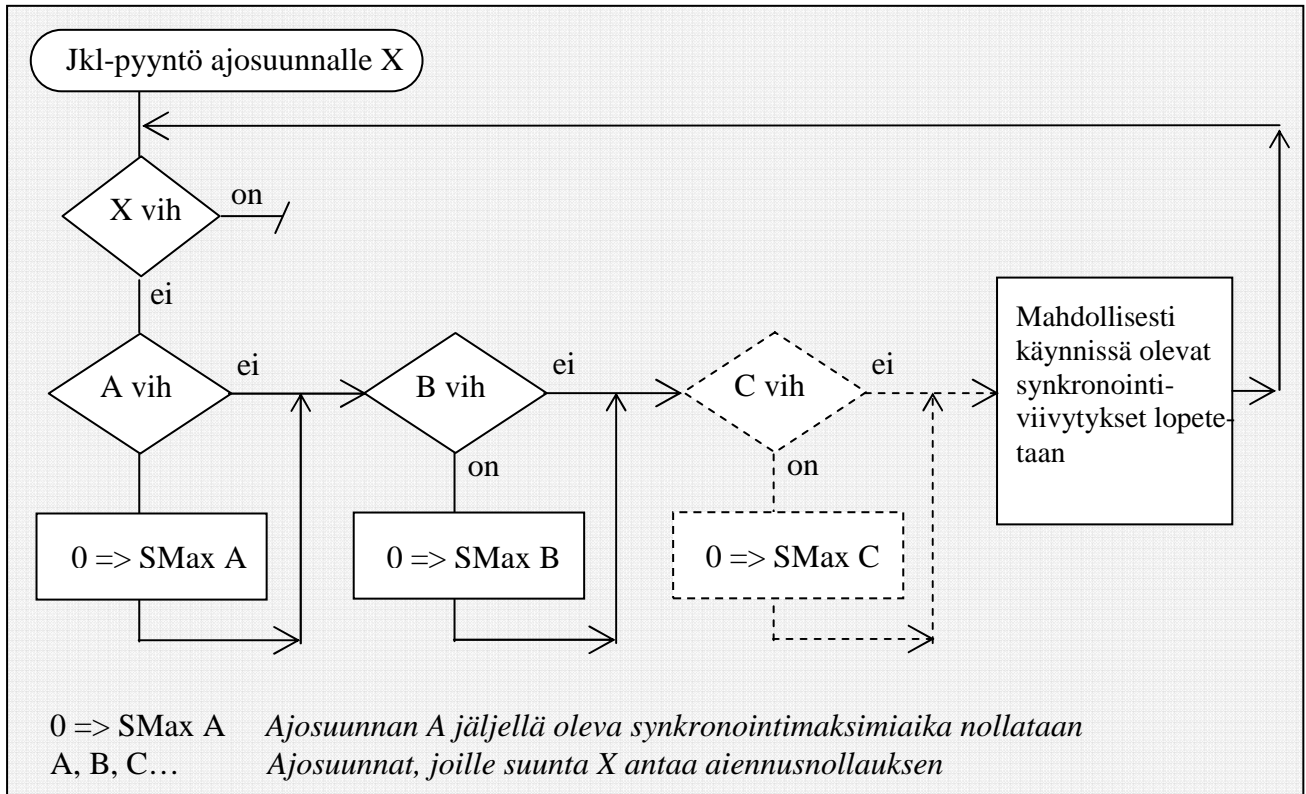 Jkl-pyyntö ajosuunnalle X
X vih
on
ei
A vih
ei
B vih
ei
on
C vih
ei
on
Mahdollisesti
käynnissä olevat
synkronointi-
viivytykset lopete-
taan
0 => SMax A
0 => SMax B
0 => SMax C
0 => SMax A Ajosuunnan A jäljellä oleva synkronointimaksimiaika nollataan
A, B, C… Ajosuunnat, joille suunta X antaa aiennusnollauksen